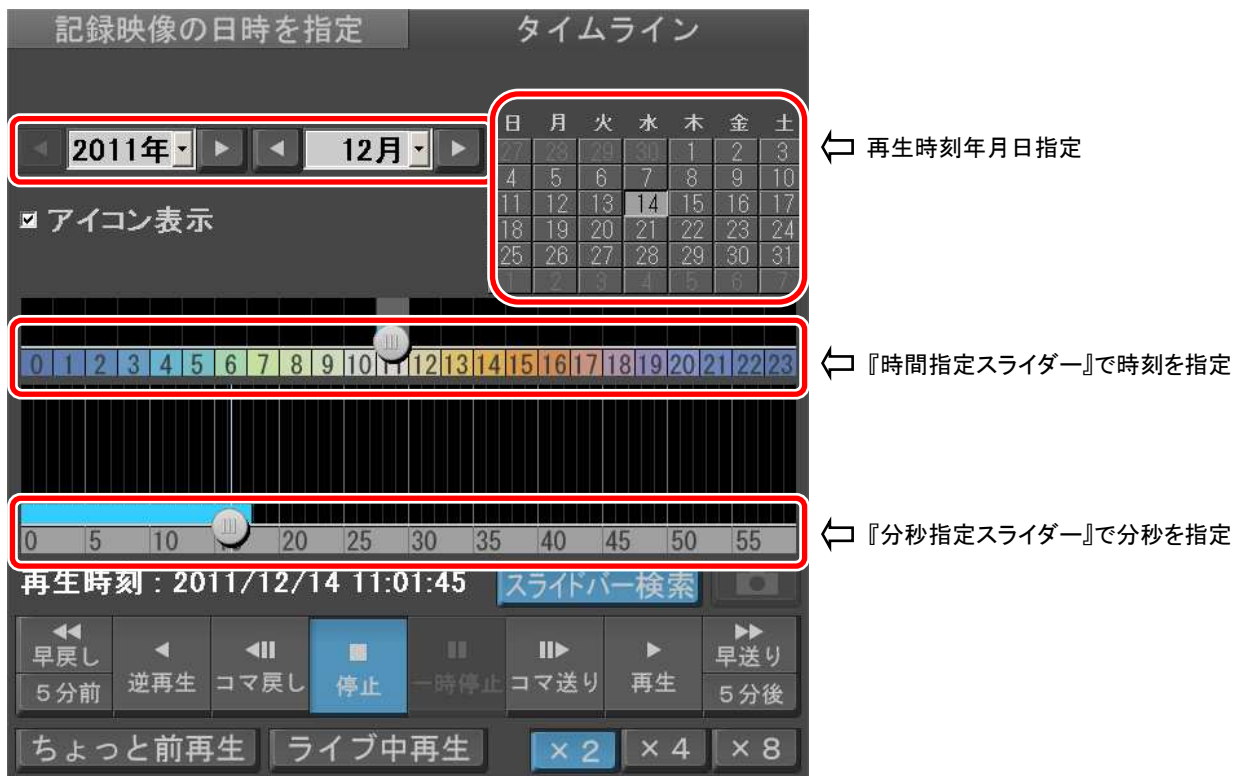 記録映像の日時を指定 タイムライン
2011年 12月
日 月 火 水 木 金 土
27 28 29 30 1 2 3
4 5 6 7 8 9 10
11 12 13 14 15 16 17
18 19 20 21 22 23 24
25 26 27 28 29 30 31
1 2 3 4 5 6 7
再生時刻年月日指定
アイコン表示
0 1 2 3 4 5 6 7 8 9 10 11 12 13 14 15 16 17 18 19 20 21 22 23
『時間指定スライダー』で時刻を指定
0 5 10 15 20 25 30 35 40 45 50 55
『分秒指定スライダー』で分秒を指定
再生時刻 : 2011/12/14 11:01:45 スライドバー検索
早戻し 逆再生 コマ戻し 停止 一時停止 コマ送り 再生 早送り
5分前 5分後
ちょっと前再生 ライブ中再生 ×2 ×4 ×8